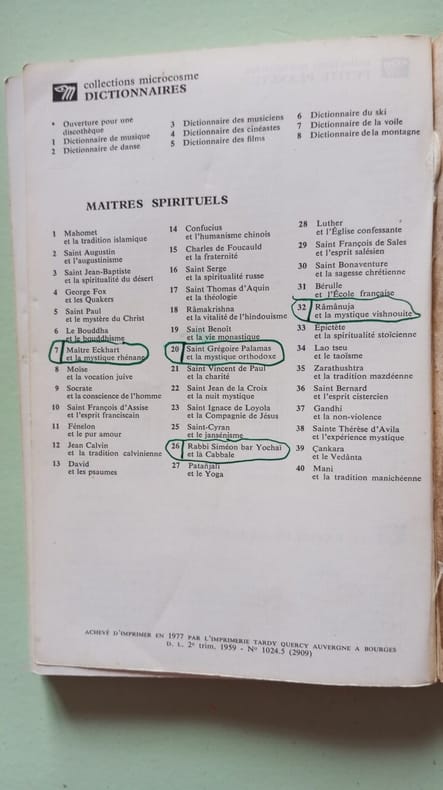 collections microcosme
DICTIONNAIRES
* Ouverture pour une
discothèque
1 Dictionnaire de musique
2 Dictionnaire de danse
3 Dictionnaire des musiciens
4 Dictionnaire des cinéastes
5 Dictionnaire des films
6 Dictionnaire du ski
7 Dictionnaire de la voile
8 Dictionnaire de la montagne
MAITRES SPIRITUELS
1 Mahomet
et la tradition islamique
2 Saint Augustin
et l'augustinisme
3 Saint Jean-Baptiste
et la spiritualité du désert
4 George Fox
et les Quakers
5 Saint Paul
et le mystère du Christ
6 Le Bouddha
et le bouddhisme
7 Maître Eckhart
et la mystique rhénane
8 Moïse
et la vocation juive
9 Socrate
et la conscience de l'homme
10 Saint François d'Assise
et l'esprit franciscain
11 Fénelon
et le pur amour
12 Jean Calvin
et la tradition calvinienne
13 David
et les psaumes
14 Confucius
et l'humanisme chinois
15 Charles de Foucauld
et la fraternité
16 Saint Serge
et la spiritualité russe
17 Saint Thomas d'Aquin
et la théologie
18 Râmakrishna
et la vitalité de l'hindouisme
19 Saint Benoît
et la vie monastique
20 Saint Grégoire Palamas
et la mystique orthodoxe
21 Saint Vincent de Paul
et la charité
22 Saint Jean de la Croix
et la nuit mystique
23 Saint Ignace de Loyola
et la Compagnie de Jésus
25 Saint-Cyran
et le jansénisme
26 Rabbi Siméon bar Yochaï
et la Cabbale
27 Patañjali
et le Yoga
28 Luther
et l'Église confessante
29 Saint François de Sales
et l'esprit salésien
30 Saint Bonaventure
et la sagesse chrétienne
31 Bérulle
et l'École française
32 Râmânuja
et la mystique vishnouite
33 Epictète
et la spiritualité stoïcienne
34 Lao tseu
et le taoïsme
35 Zarathushtra
et la tradition mazdéenne
36 Saint Bernard
et l'esprit cistercien
37 Gandhi
et la non-violence
38 Sainte Thérèse d'Avila
et l'expérience mystique
39 Çankara
et le Vedânta
40 Mani
et la tradition manichéenne
ACHEVÉ D'IMPRIMER EN 1977 PAR L'IMPRIMERIE TARDY QUERCY AUVERGNE A BOURGES
D. L. 2e trim. 1959 - No 1024.5 (2909)